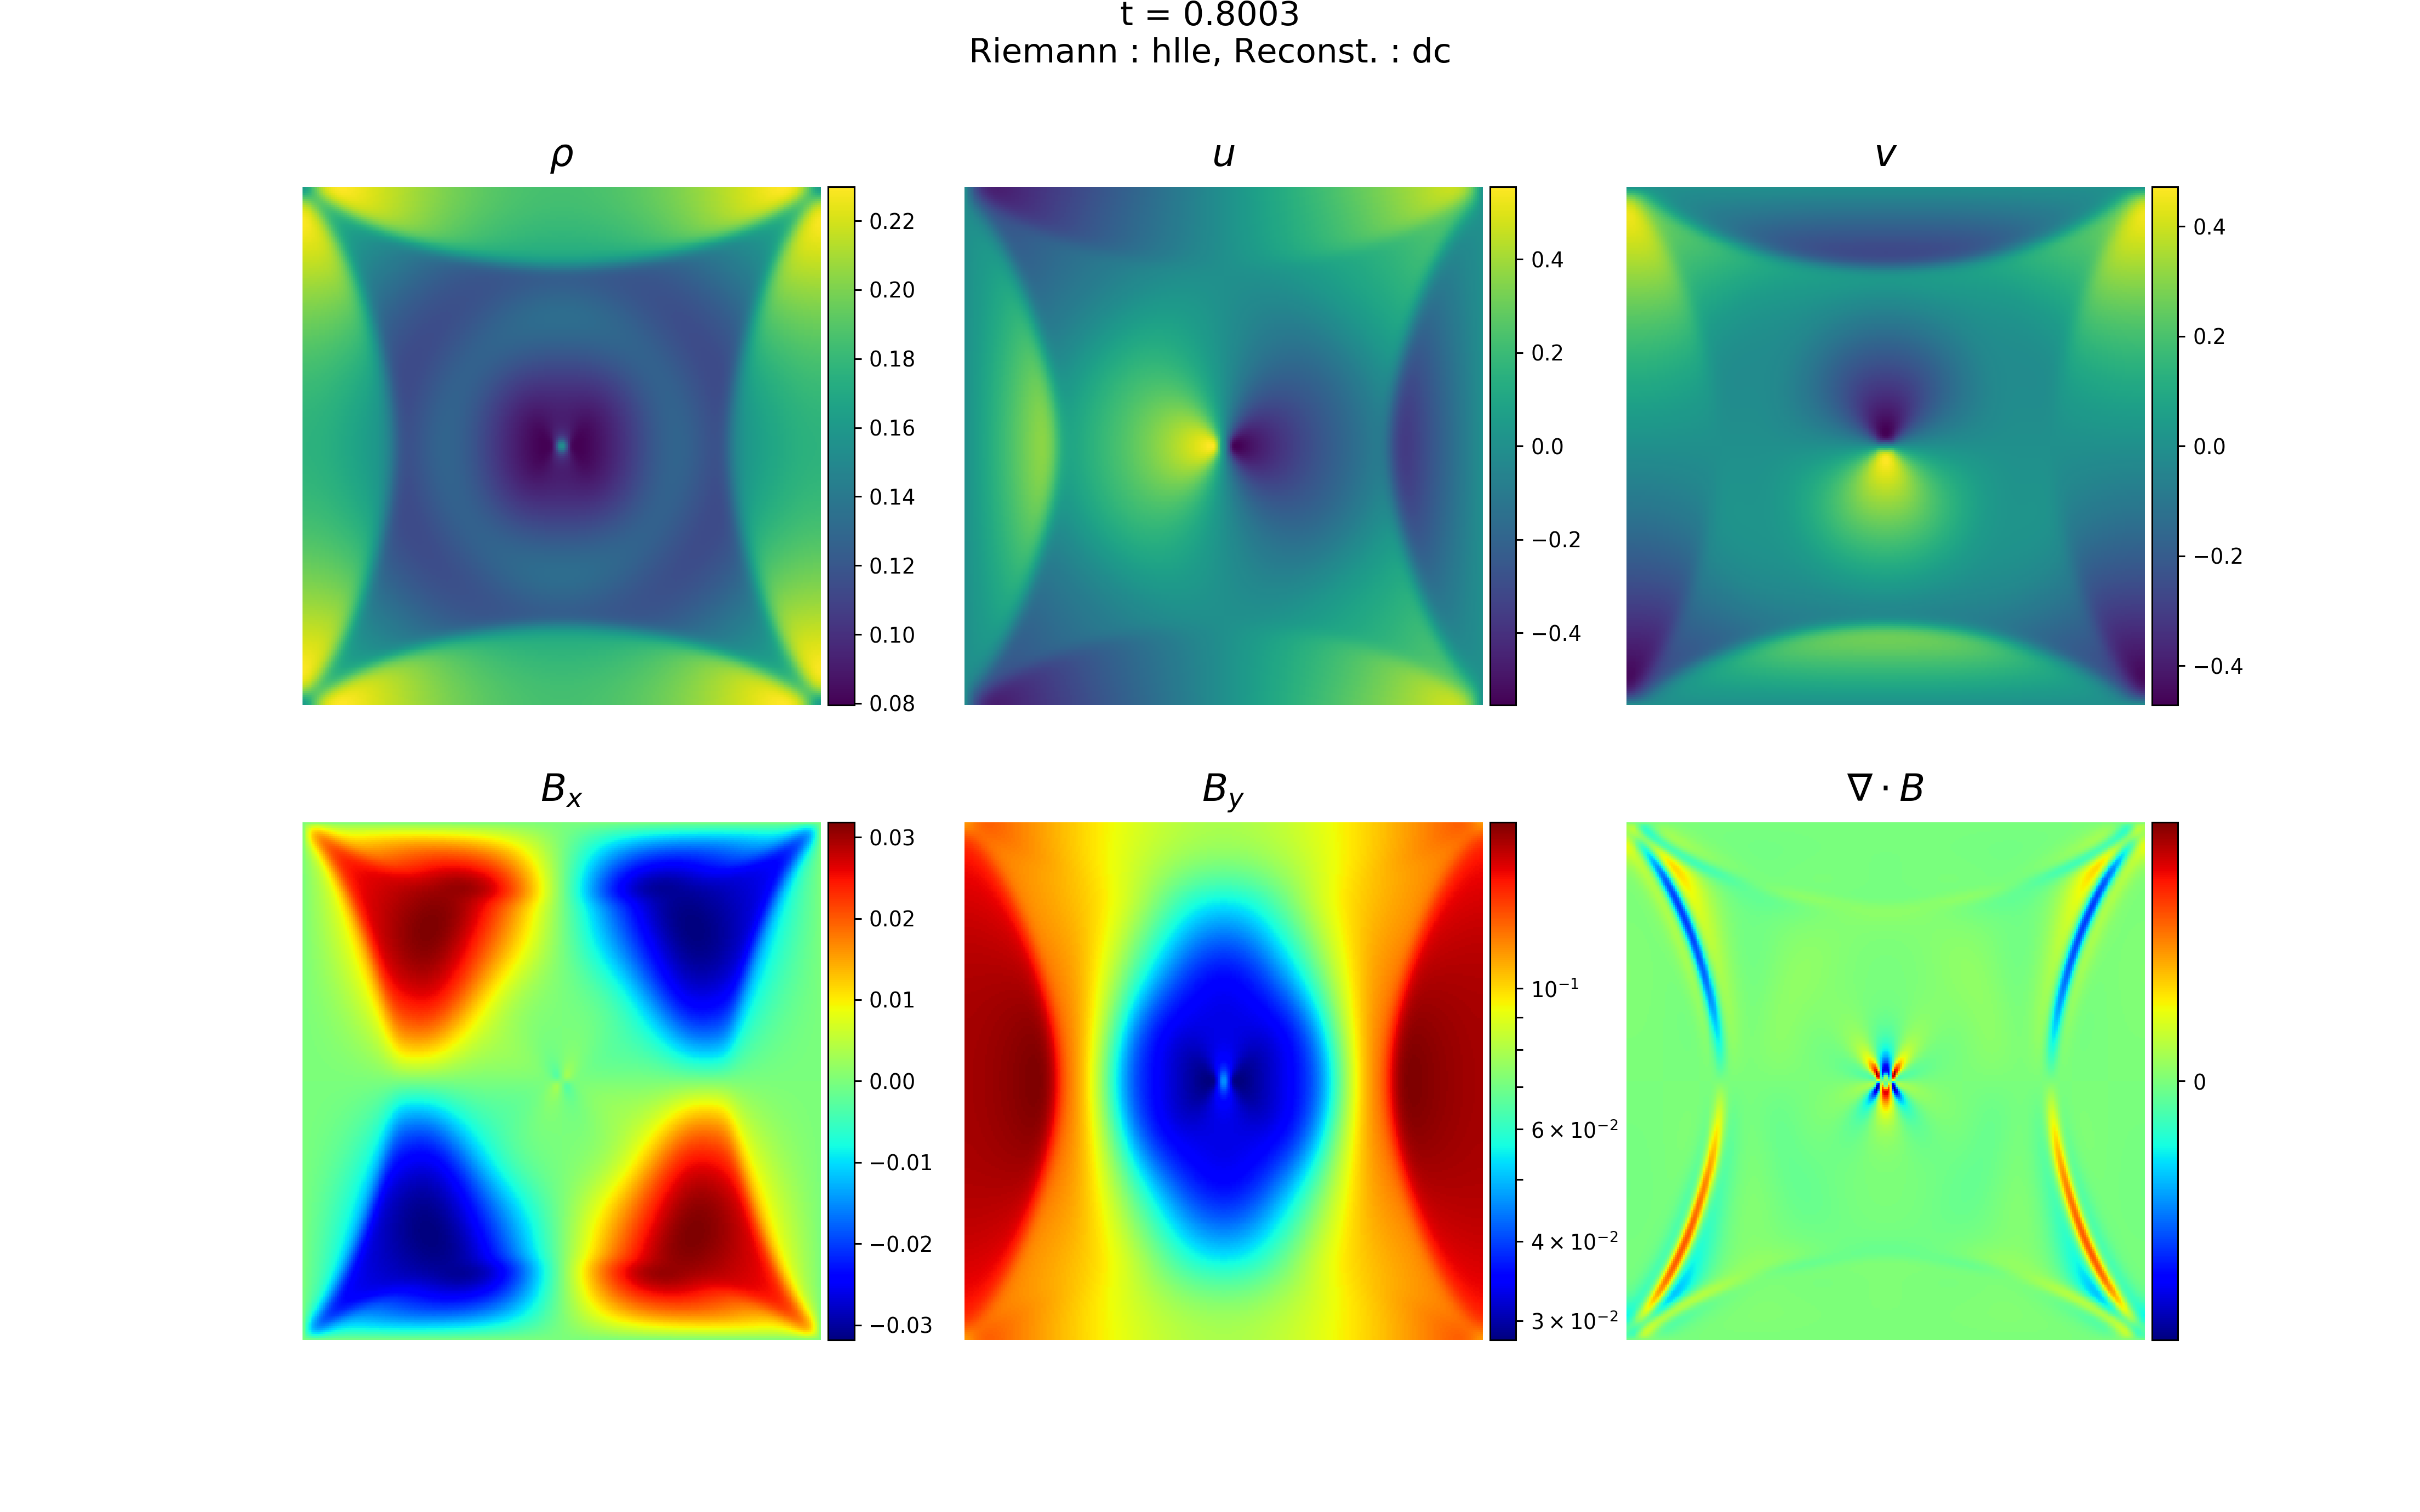 t = 0.8003
Riemann : hlle, Reconst. : dc
ρ
0.22
0.20
0.18
0.16
0.14
0.12
0.10
0.08
u
0.4
0.2
0.0
−0.2
−0.4
v
0.4
0.2
0.0
−0.2
−0.4
Bₓ
0.03
0.02
0.01
0.00
−0.01
−0.02
−0.03
B_y
10⁻¹
6 × 10⁻²
4 × 10⁻²
3 × 10⁻²
∇ · B
0